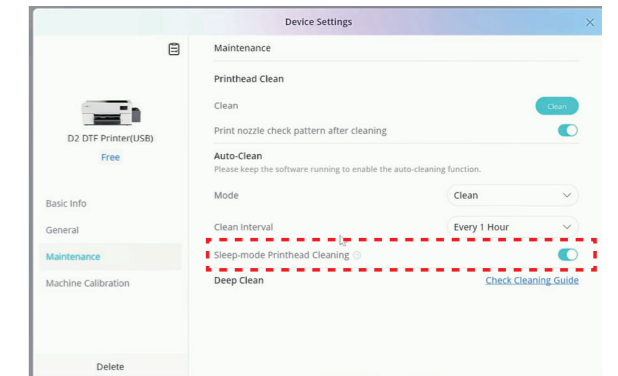 Device Settings
D2 DTF Printer(USB)
Free
Basic Info
General
Maintenance
Machine Calibration
Delete
Maintenance
Printhead Clean
Clean
Clean
Print nozzle check pattern after cleaning
Auto-Clean
Please keep the software running to enable the auto-cleaning function.
Mode
Clean
Clean Interval
Every 1 Hour
Sleep-mode Printhead Cleaning
Deep Clean
Check Cleaning Guide